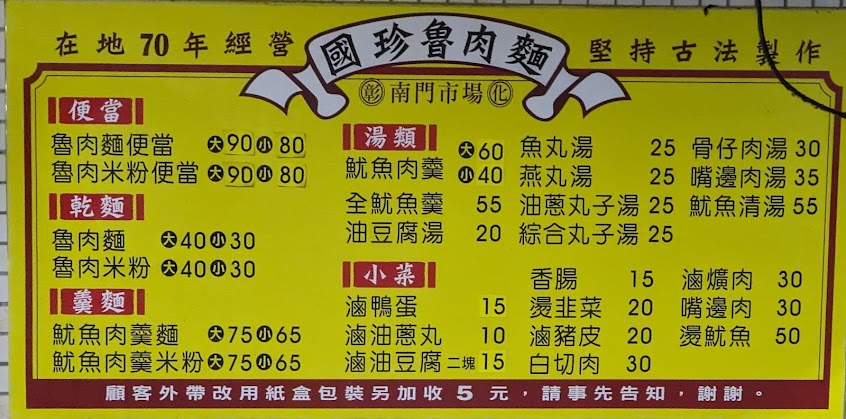 在地70年經營
國珍魯肉麵
堅持古法製作
彰南門市場化
便當
魯肉麵便當 大90小80
魯肉米粉便當 大90小80
乾麵
魯肉麵 大40小30
魯肉米粉 大40小30
羹麵
魷魚肉羹麵 大75小65
魷魚肉羹米粉 大75小65
湯類
魷魚肉羹 大60 小40
全魷魚羹 55
油豆腐湯 20
魚丸湯 25
燕丸湯 25
油蔥丸子湯 25
綜合丸子湯 25
骨仔肉湯 30
嘴邊肉湯 35
魷魚清湯 55
小菜
滷鴨蛋 15
滷油蔥丸 10
滷油豆腐 二塊 15
香腸 15
燙韭菜 20
滷豬皮 20
白切肉 30
滷爌肉 30
嘴邊肉 30
燙魷魚 50
顧客外帶改用紙盒包裝另加收5元，請事先告知，謝謝。